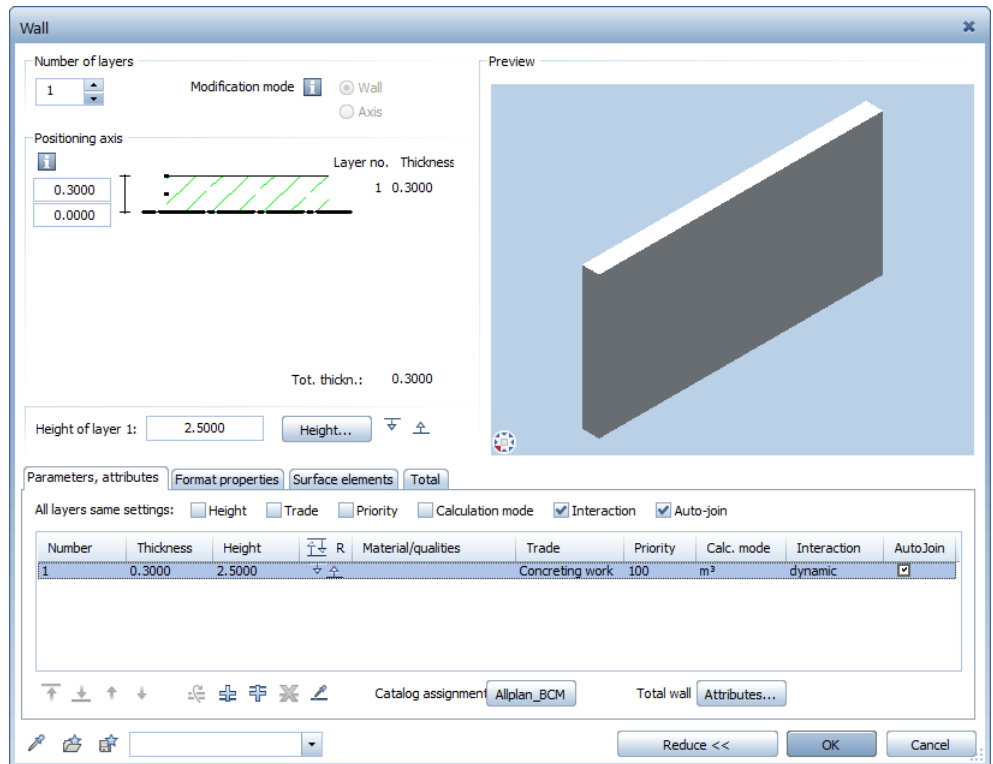 Wall
Number of layers
1
Modification mode
Wall
Axis
Preview
Positioning axis
0.3000
0.0000
Layer no. Thickness
1 0.3000
Tot. thickn.: 0.3000
Height of layer 1: 2.5000 Height...
Parameters, attributes Format properties Surface elements Total
All layers same settings: Height Trade Priority Calculation mode Interaction Auto-join
Number Thickness Height R Material/qualities Trade Priority Calc. mode Interaction AutoJoin
1 0.3000 2.5000 Concreting work 100 m³ dynamic
Catalog assignment Allplan_BCM Total wall Attributes...
Reduce << OK Cancel